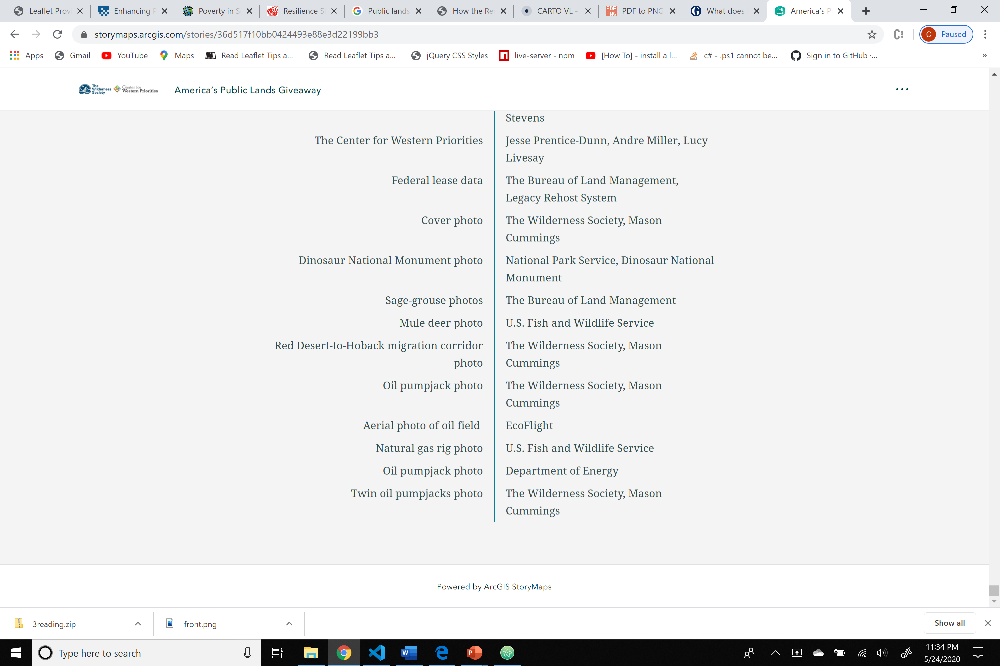 Leaflet Prov
Enhancing F
Poverty in S
Resilience S
Public lands
How the Re
CARTO VL -
PDF to PNG
What does
America's P
storymaps.arcgis.com/stories/36d517f10bb0424493e88e3d22199bb3
C
Paused
Apps
Gmail
YouTube
Maps
Read Leaflet Tips a...
Read Leaflet Tips a...
jQuery CSS Styles
live-server - npm
[How To] - install a l...
c# - .ps1 cannot be...
Sign in to GitHub ·...
The Wilderness Society
Center for Western Priorities
America's Public Lands Giveaway
Stevens
The Center for Western Priorities
Jesse Prentice-Dunn, Andre Miller, Lucy
Livesay
Federal lease data
The Bureau of Land Management,
Legacy Rehost System
Cover photo
The Wilderness Society, Mason
Cummings
Dinosaur National Monument photo
National Park Service, Dinosaur National
Monument
Sage-grouse photos
The Bureau of Land Management
Mule deer photo
U.S. Fish and Wildlife Service
Red Desert-to-Hoback migration corridor
photo
The Wilderness Society, Mason
Cummings
Oil pumpjack photo
The Wilderness Society, Mason
Cummings
Aerial photo of oil field
EcoFlight
Natural gas rig photo
U.S. Fish and Wildlife Service
Oil pumpjack photo
Department of Energy
Twin oil pumpjacks photo
The Wilderness Society, Mason
Cummings
Powered by ArcGIS StoryMaps
3reading.zip
front.png
Show all
Type here to search
11:34 PM
5/24/2020